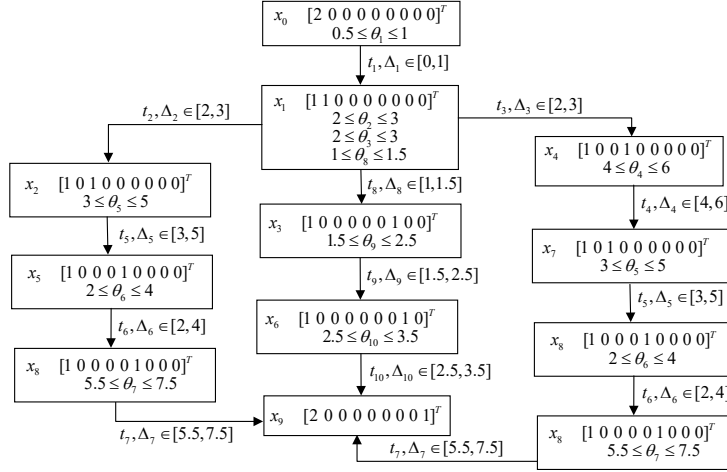 x₀ [2 0 0 0 0 0 0 0 0]ᵀ
0.5 ≤ θ₁ ≤ 1
t₁, Δ₁ ∈ [0,1]
x₁ [1 1 0 0 0 0 0 0 0]ᵀ
2 ≤ θ₂ ≤ 3
2 ≤ θ₃ ≤ 3
1 ≤ θ₈ ≤ 1.5
t₂, Δ₂ ∈ [2,3]
t₃, Δ₃ ∈ [2,3]
x₂ [1 0 1 0 0 0 0 0 0]ᵀ
3 ≤ θ₅ ≤ 5
t₈, Δ₈ ∈ [1,1.5]
x₄ [1 0 0 1 0 0 0 0 0]ᵀ
4 ≤ θ₄ ≤ 6
t₅, Δ₅ ∈ [3,5]
x₃ [1 0 0 0 0 0 1 0 0]ᵀ
1.5 ≤ θ₉ ≤ 2.5
t₄, Δ₄ ∈ [4,6]
x₅ [1 0 0 0 1 0 0 0 0]ᵀ
2 ≤ θ₆ ≤ 4
t₉, Δ₉ ∈ [1.5,2.5]
x₇ [1 0 1 0 0 0 0 0 0]ᵀ
3 ≤ θ₅ ≤ 5
t₆, Δ₆ ∈ [2,4]
x₆ [1 0 0 0 0 0 0 1 0]ᵀ
2.5 ≤ θ₁₀ ≤ 3.5
t₅, Δ₅ ∈ [3,5]
x₈ [1 0 0 0 0 1 0 0 0]ᵀ
5.5 ≤ θ₇ ≤ 7.5
t₁₀, Δ₁₀ ∈ [2.5,3.5]
x₈ [1 0 0 0 1 0 0 0 0]ᵀ
2 ≤ θ₆ ≤ 4
t₆, Δ₆ ∈ [2,4]
x₉ [2 0 0 0 0 0 0 0 1]ᵀ
t₇, Δ₇ ∈ [5.5,7.5]
t₇, Δ₇ ∈ [5.5,7.5]
x₈ [1 0 0 0 0 1 0 0 0]ᵀ
5.5 ≤ θ₇ ≤ 7.5